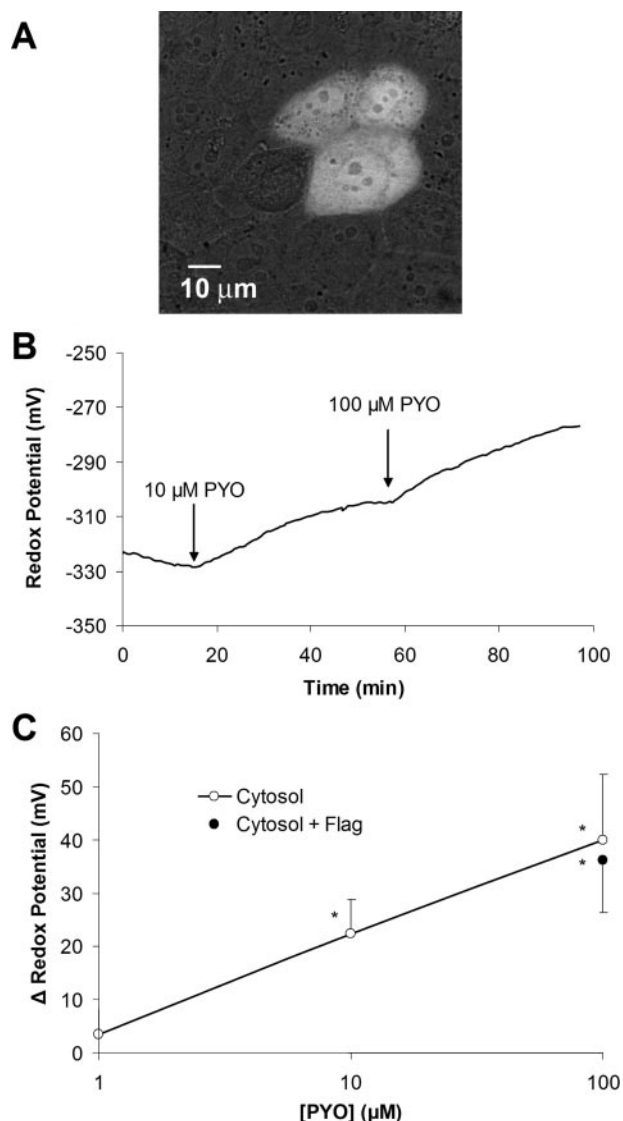 A
10 μm
B
-250
-270
-290
-310
-330
-350
Redox Potential (mV)
100 µM PYO
10 µM PYO
0
20
40
60
80
100
Time (min)
C
60
50
40
30
20
10
0
Δ Redox Potential (mV)
Cytosol
Cytosol + Flag
*
*
*
1
10
100
[PYO] (µM)